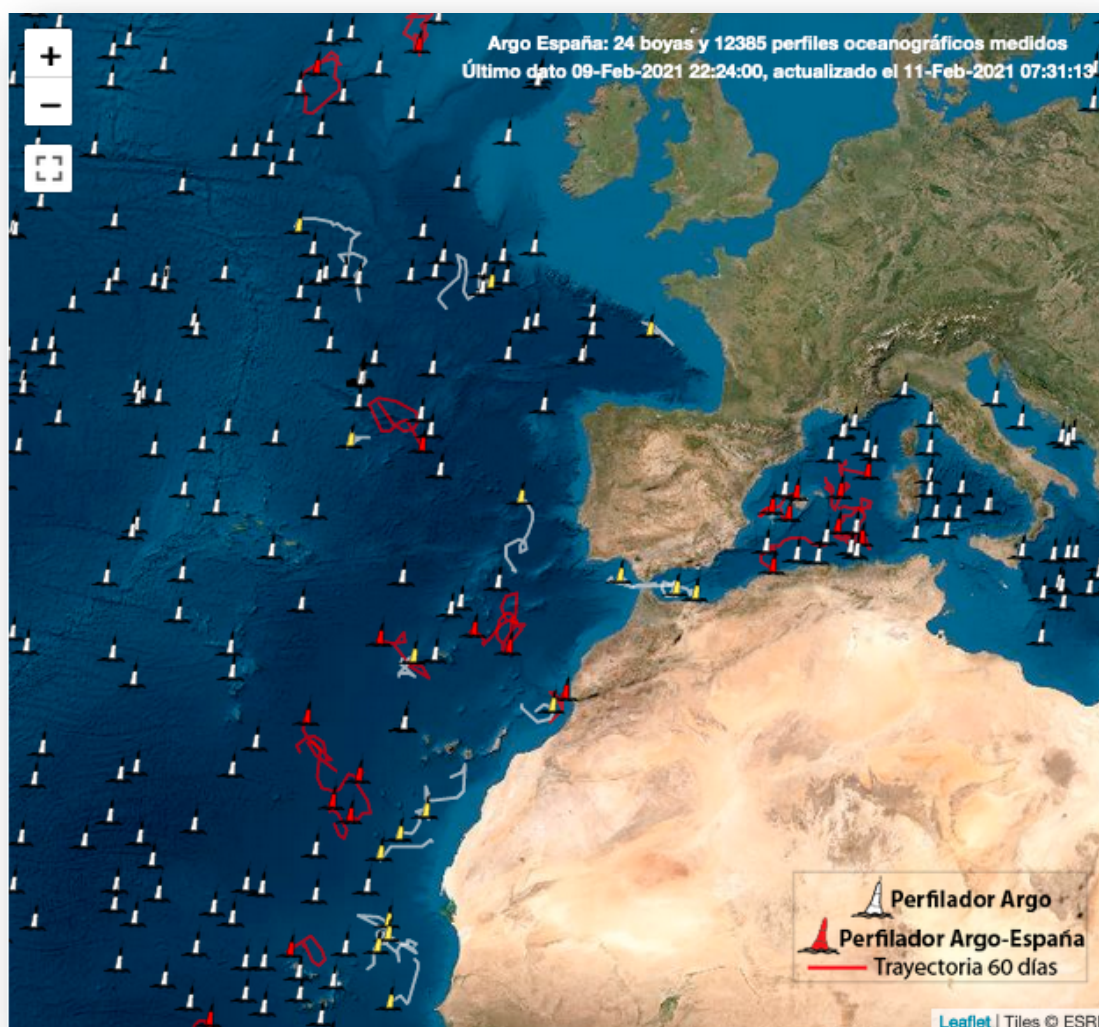 +
Argo España: 24 boyas y 12385 perfiles oceanográficos medidos
Último dato 09-Feb-2021 22:24:00, actualizado el 11-Feb-2021 07:31:13
−
Perfilador Argo
Perfilador Argo-España
Trayectoria 60 días
Leaflet | Tiles © ESRI